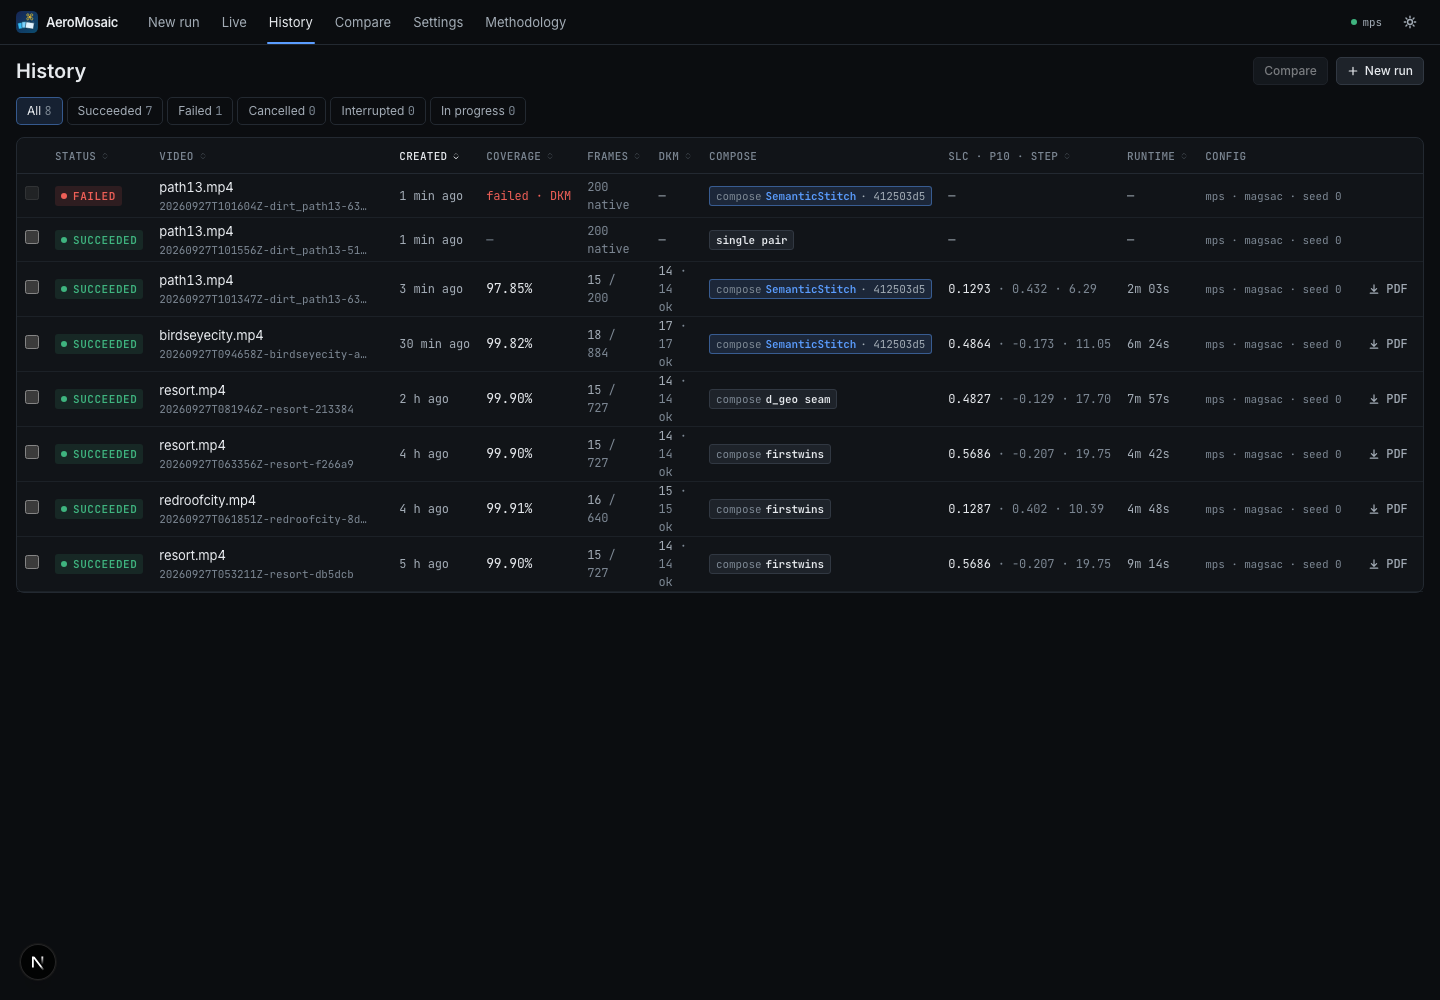 AeroMosaic New run Live History Compare Settings Methodology mps
History Compare + New run
All 8 Succeeded 7 Failed 1 Cancelled 0 Interrupted 0 In progress 0
STATUS VIDEO CREATED COVERAGE FRAMES DKM COMPOSE SLC · P10 · STEP RUNTIME CONFIG
FAILED path13.mp4 20260927T101604Z-dirt_path13-63… 1 min ago failed · DKM 200 native — compose SemanticStitch · 412503d5 — — mps · magsac · seed 0
SUCCEEDED path13.mp4 20260927T101556Z-dirt_path13-51… 1 min ago — 200 native — single pair — — mps · magsac · seed 0
SUCCEEDED path13.mp4 20260927T101347Z-dirt_path13-63… 3 min ago 97.85% 15 / 200 14 · 14 ok compose SemanticStitch · 412503d5 0.1293 · 0.432 · 6.29 2m 03s mps · magsac · seed 0 PDF
SUCCEEDED birdseyecity.mp4 20260927T094658Z-birdseyecity-a… 30 min ago 99.82% 18 / 884 17 · 17 ok compose SemanticStitch · 412503d5 0.4864 · -0.173 · 11.05 6m 24s mps · magsac · seed 0 PDF
SUCCEEDED resort.mp4 20260927T081946Z-resort-213384 2 h ago 99.90% 15 / 727 14 · 14 ok compose d_geo seam 0.4827 · -0.129 · 17.70 7m 57s mps · magsac · seed 0 PDF
SUCCEEDED resort.mp4 20260927T063356Z-resort-f266a9 4 h ago 99.90% 15 / 727 14 · 14 ok compose firstwins 0.5686 · -0.207 · 19.75 4m 42s mps · magsac · seed 0 PDF
SUCCEEDED redroofcity.mp4 20260927T061851Z-redroofcity-8d… 4 h ago 99.91% 16 / 640 15 · 15 ok compose firstwins 0.1287 · 0.402 · 10.39 4m 48s mps · magsac · seed 0 PDF
SUCCEEDED resort.mp4 20260927T053211Z-resort-db5dcb 5 h ago 99.90% 15 / 727 14 · 14 ok compose firstwins 0.5686 · -0.207 · 19.75 9m 14s mps · magsac · seed 0 PDF
N